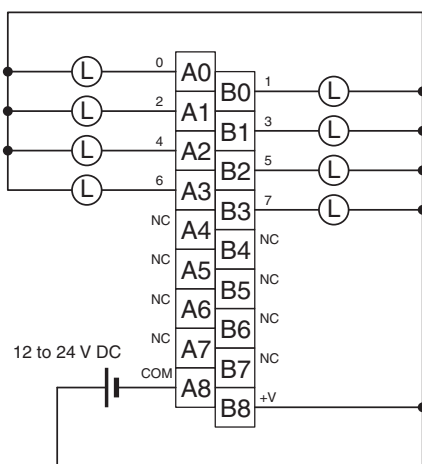 0 L A0
1 B0 L
2 L A1
3 B1 L
4 L A2
5 B2 L
6 L A3
7 B3 L
NC A4
B4 NC
NC A5
B5 NC
NC A6
B6 NC
NC A7
B7 NC
12 to 24 V DC
COM A8
B8 +V